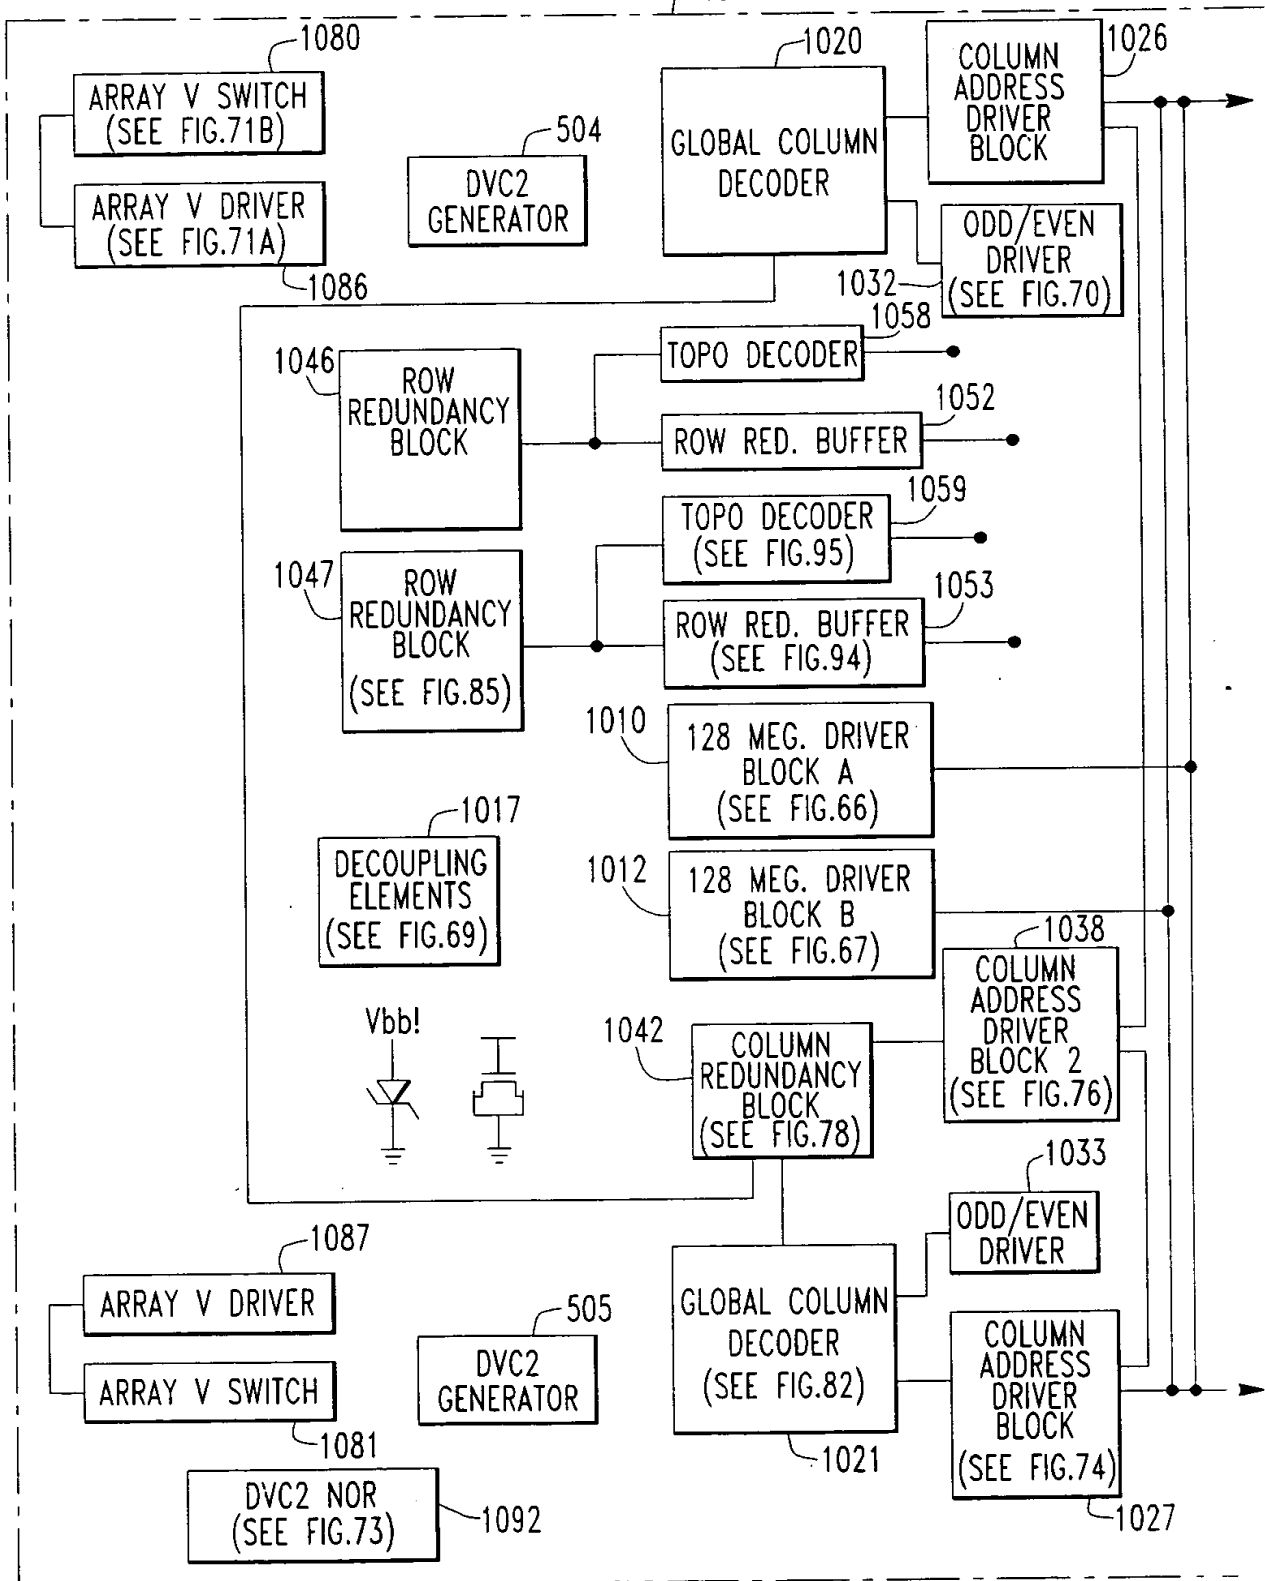 1080
ARRAY V SWITCH
(SEE FIG.71B)
ARRAY V DRIVER
(SEE FIG.71A)
1086
504
DVC2
GENERATOR
1020
GLOBAL COLUMN
DECODER
1026
COLUMN
ADDRESS
DRIVER
BLOCK
ODD/EVEN
DRIVER
(SEE FIG.70)
1032
1058
TOPO DECODER
1046
ROW
REDUNDANCY
BLOCK
1052
ROW RED. BUFFER
1059
TOPO DECODER
(SEE FIG.95)
1047
ROW
REDUNDANCY
BLOCK
(SEE FIG.85)
1053
ROW RED. BUFFER
(SEE FIG.94)
1010
128 MEG. DRIVER
BLOCK A
(SEE FIG.66)
1017
DECOUPLING
ELEMENTS
(SEE FIG.69)
1012
128 MEG. DRIVER
BLOCK B
(SEE FIG.67)
1038
COLUMN
ADDRESS
DRIVER
BLOCK 2
(SEE FIG.76)
Vbb!
1042
COLUMN
REDUNDANCY
BLOCK
(SEE FIG.78)
1033
ODD/EVEN
DRIVER
1087
ARRAY V DRIVER
ARRAY V SWITCH
1081
505
DVC2
GENERATOR
GLOBAL COLUMN
DECODER
(SEE FIG.82)
1021
COLUMN
ADDRESS
DRIVER
BLOCK
(SEE FIG.74)
1027
DVC2 NOR
(SEE FIG.73)
1092